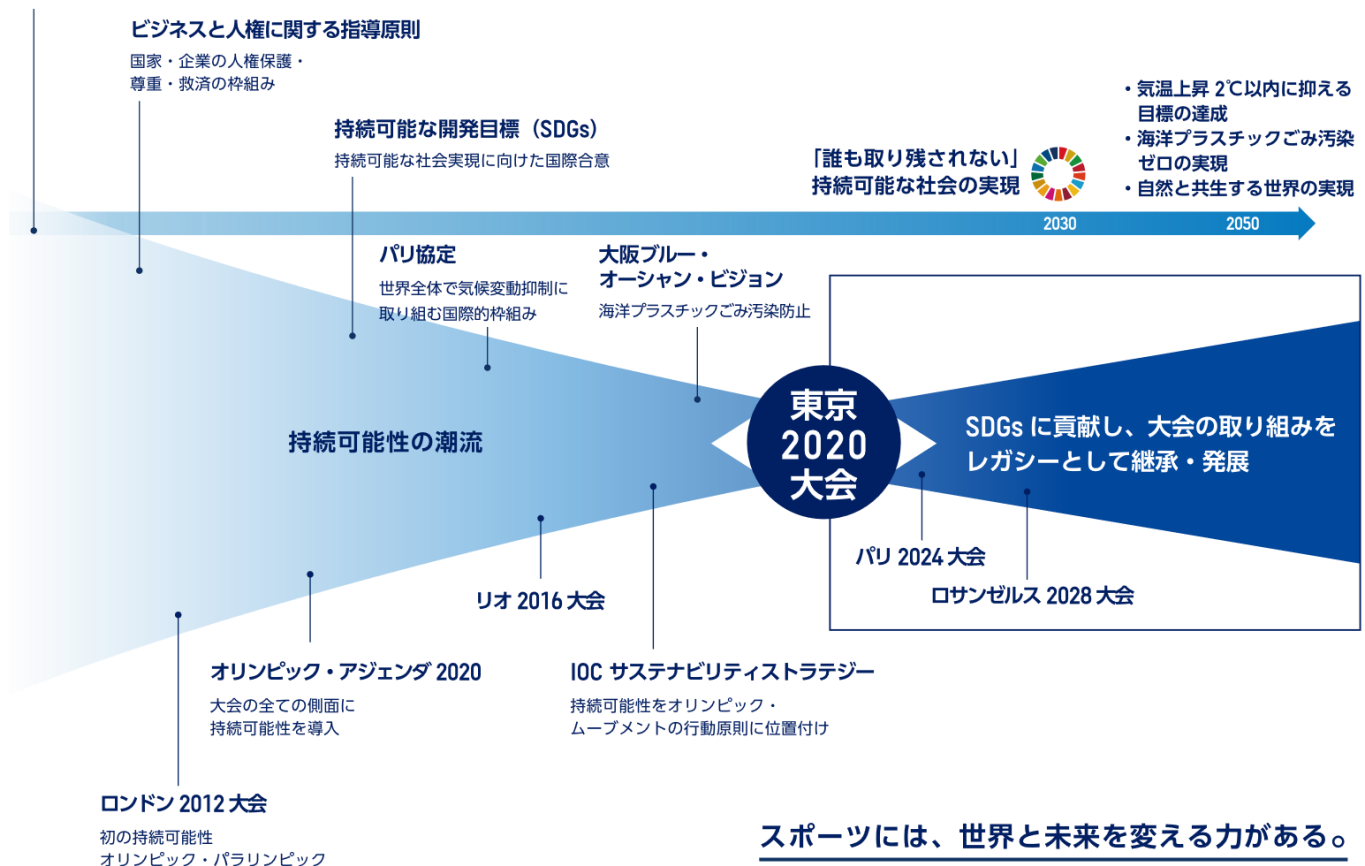 ビジネスと人権に関する指導原則
国家・企業の人権保護・
尊重・救済の枠組み
持続可能な開発目標（SDGs）
持続可能な社会実現に向けた国際合意
「誰も取り残されない」
持続可能な社会の実現
・気温上昇 2℃以内に抑える
目標の達成
・海洋プラスチックごみ汚染
ゼロの実現
・自然と共生する世界の実現
2030
2050
パリ協定
世界全体で気候変動抑制に
取り組む国際的枠組み
大阪ブルー・
オーシャン・ビジョン
海洋プラスチックごみ汚染防止
持続可能性の潮流
東京
2020
大会
SDGs に貢献し、大会の取り組みを
レガシーとして継承・発展
パリ 2024 大会
ロサンゼルス 2028 大会
リオ 2016 大会
オリンピック・アジェンダ 2020
大会の全ての側面に
持続可能性を導入
IOC サステナビリティストラテジー
持続可能性をオリンピック・
ムーブメントの行動原則に位置付け
ロンドン 2012 大会
初の持続可能性
オリンピック・パラリンピック
スポーツには、世界と未来を変える力がある。